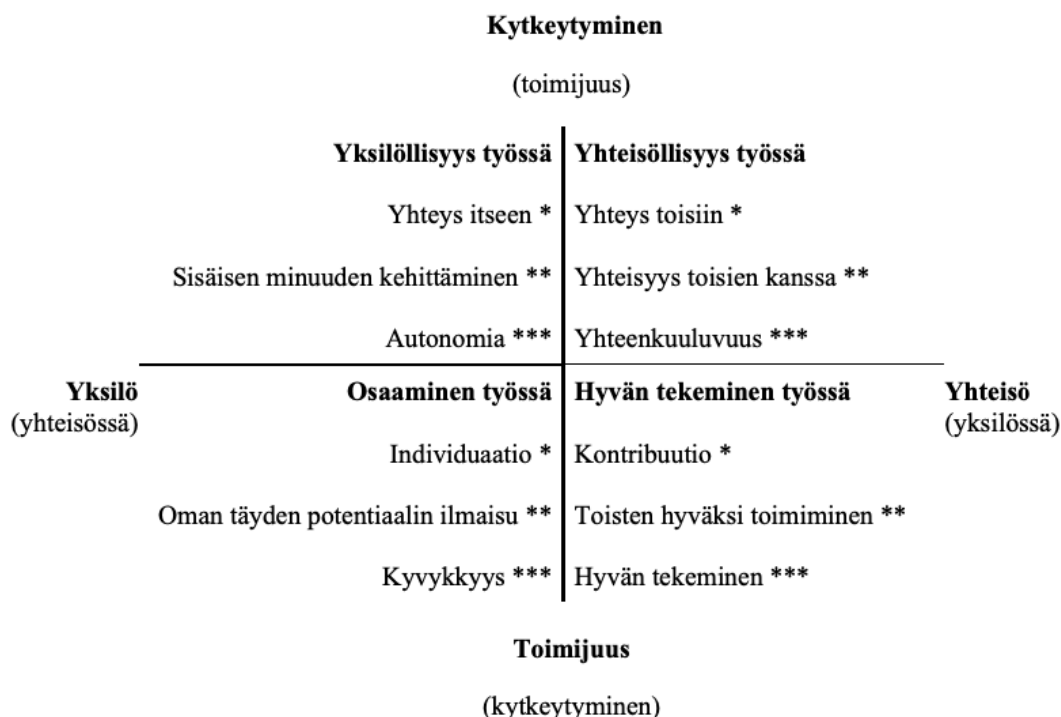 Kytkeytyminen
(toimijuus)
Yksilöllisyys työssä
Yhteisöllisyys työssä
Yhteys itseen *
Yhteys toisiin *
Sisäisen minuuden kehittäminen **
Yhteisyys toisien kanssa **
Autonomia ***
Yhteenkuuluvuus ***
Yksilö
(yhteisössä)
Osaaminen työssä
Hyvän tekeminen työssä
Yhteisö
(yksilössä)
Individuaatio *
Kontribuutio *
Oman täyden potentiaalin ilmaisu **
Toisten hyväksi toimiminen **
Kyvykkyys ***
Hyvän tekeminen ***
Toimijuus
(kytkeytyminen)